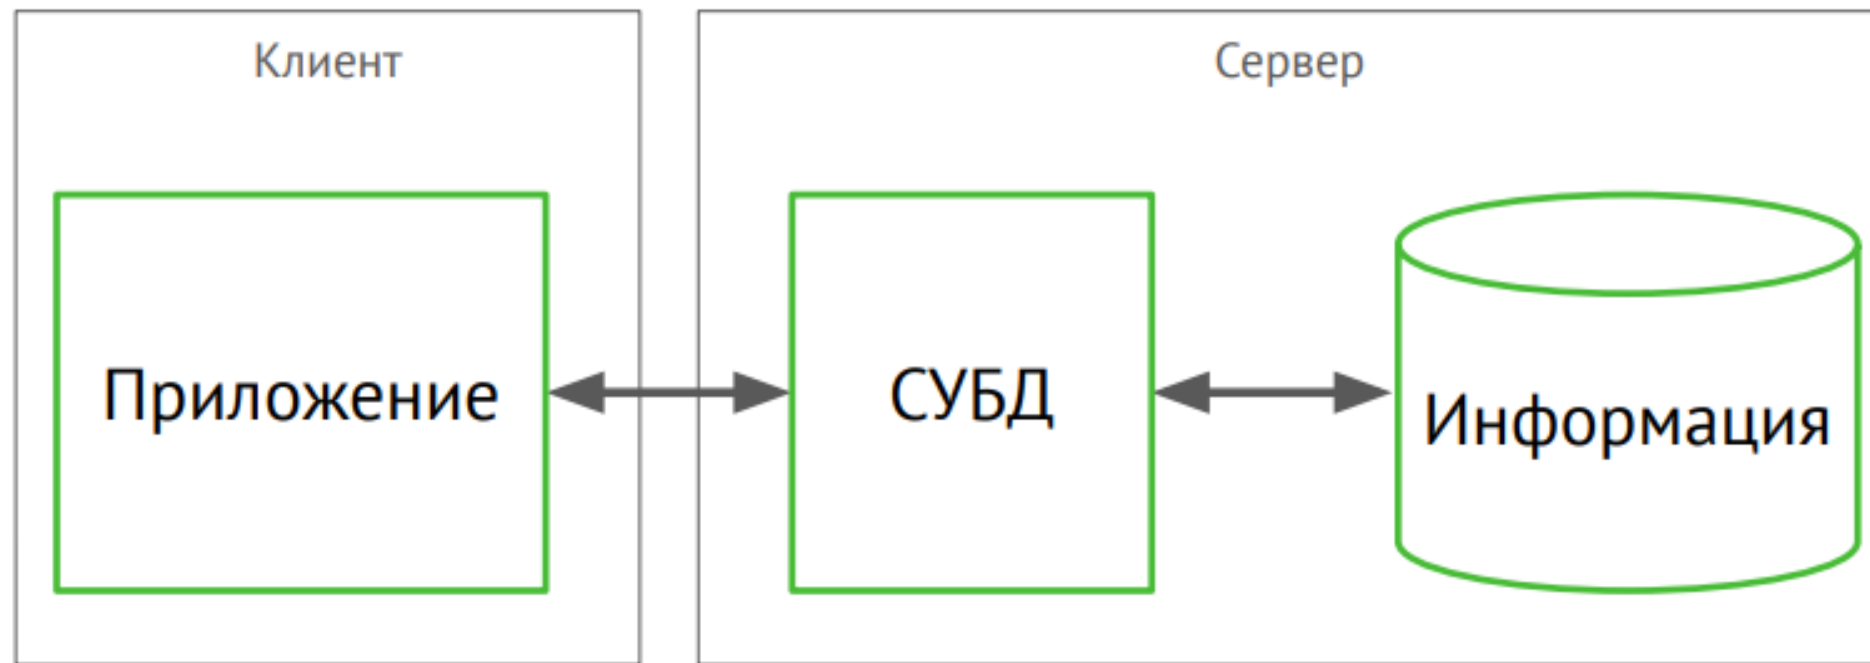 Клиент
Сервер
Приложение
СУБД
Информация